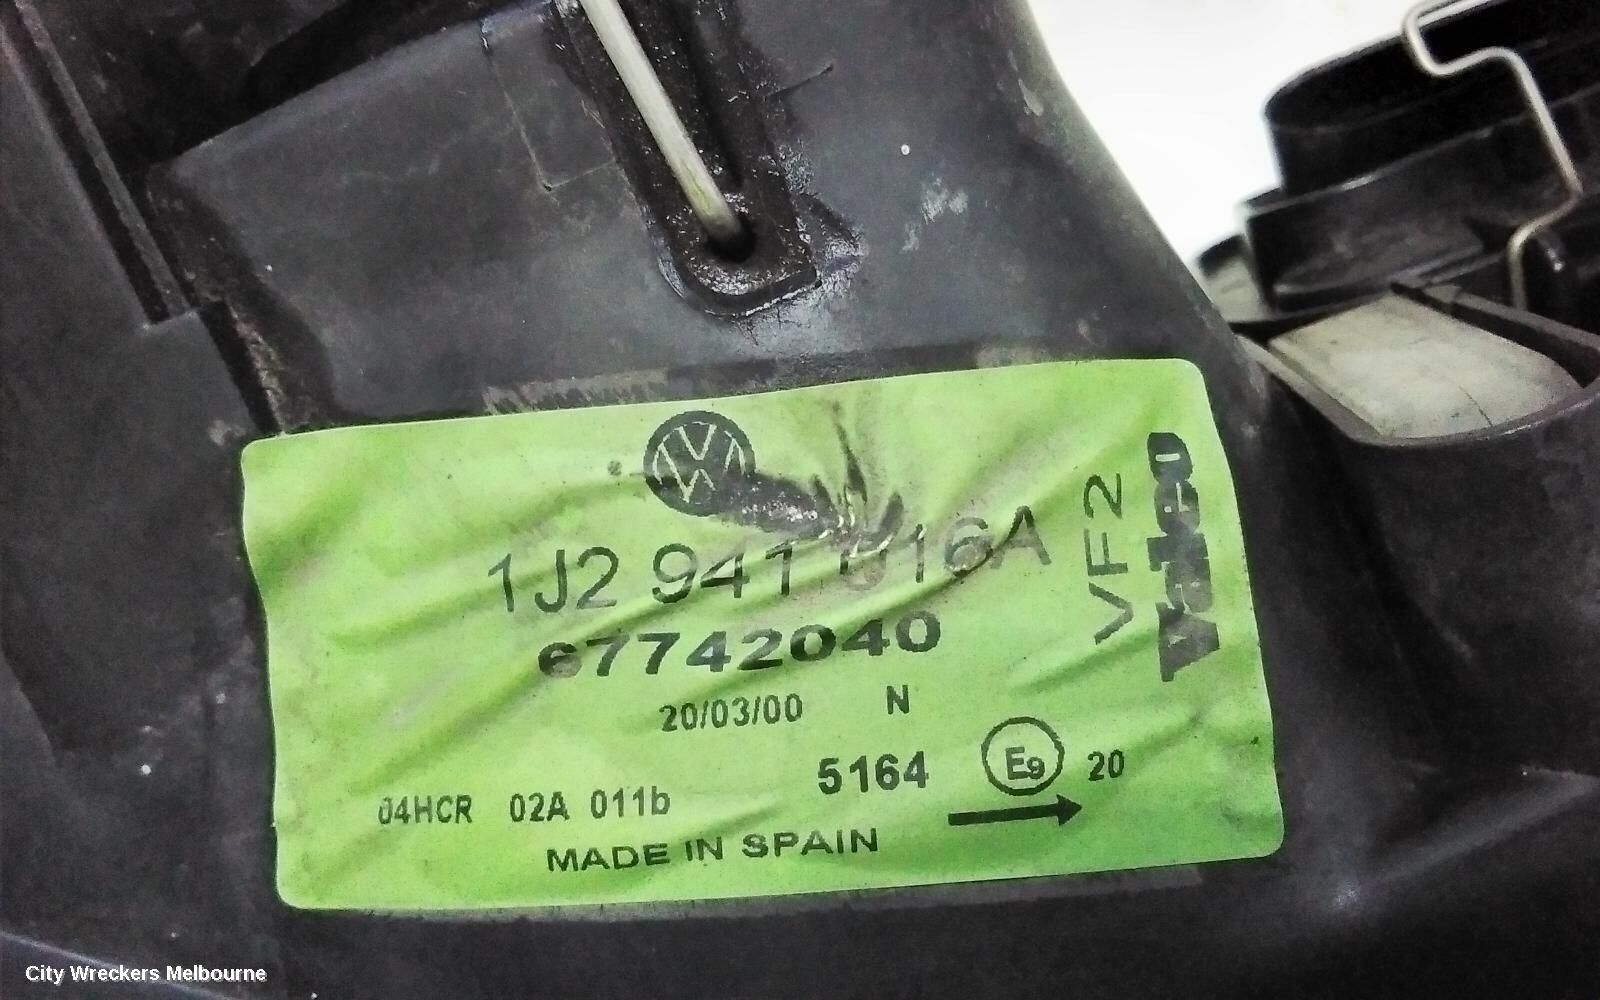 1J2 941 016A
67742040
20/03/00 N
5164 E9 20
04HCR 02A 011b
MADE IN SPAIN
VF2
Valeo
City Wreckers Melbourne